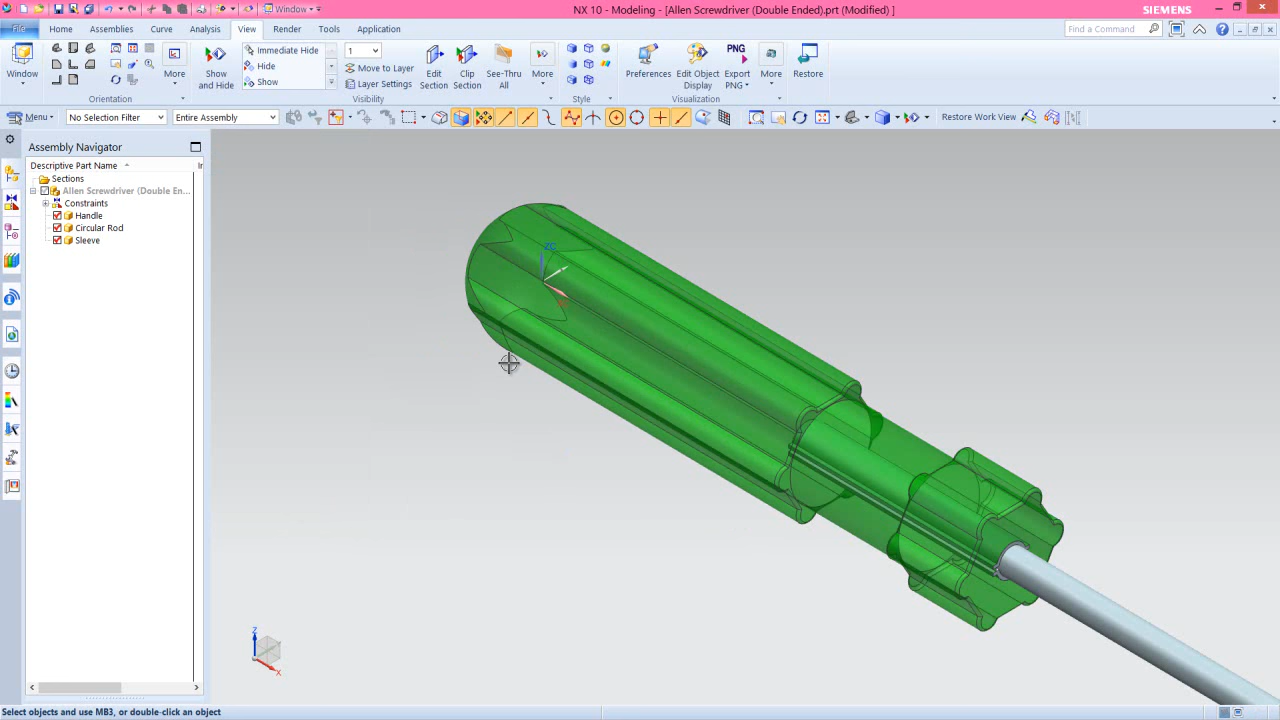 Window
NX 10 - Modeling - [Allen Screwdriver (Double Ended).prt (Modified) ]
SIEMENS
File
Home
Assemblies
Curve
Analysis
View
Render
Tools
Application
Find a Command
Window
More
Show and Hide
Immediate Hide
Hide
Show
1
Move to Layer
Layer Settings
Edit Section
Clip Section
See-Thru All
More
Preferences
Edit Object Display
PNG
Export PNG
More
Restore
Orientation
Visibility
Style
Visualization
Menu
No Selection Filter
Entire Assembly
Restore Work View
Assembly Navigator
Descriptive Part Name
Sections
Allen Screwdriver (Double En...
Constraints
Handle
Circular Rod
Sleeve
ZC
Z
X
Select objects and use MB3, or double-click an object